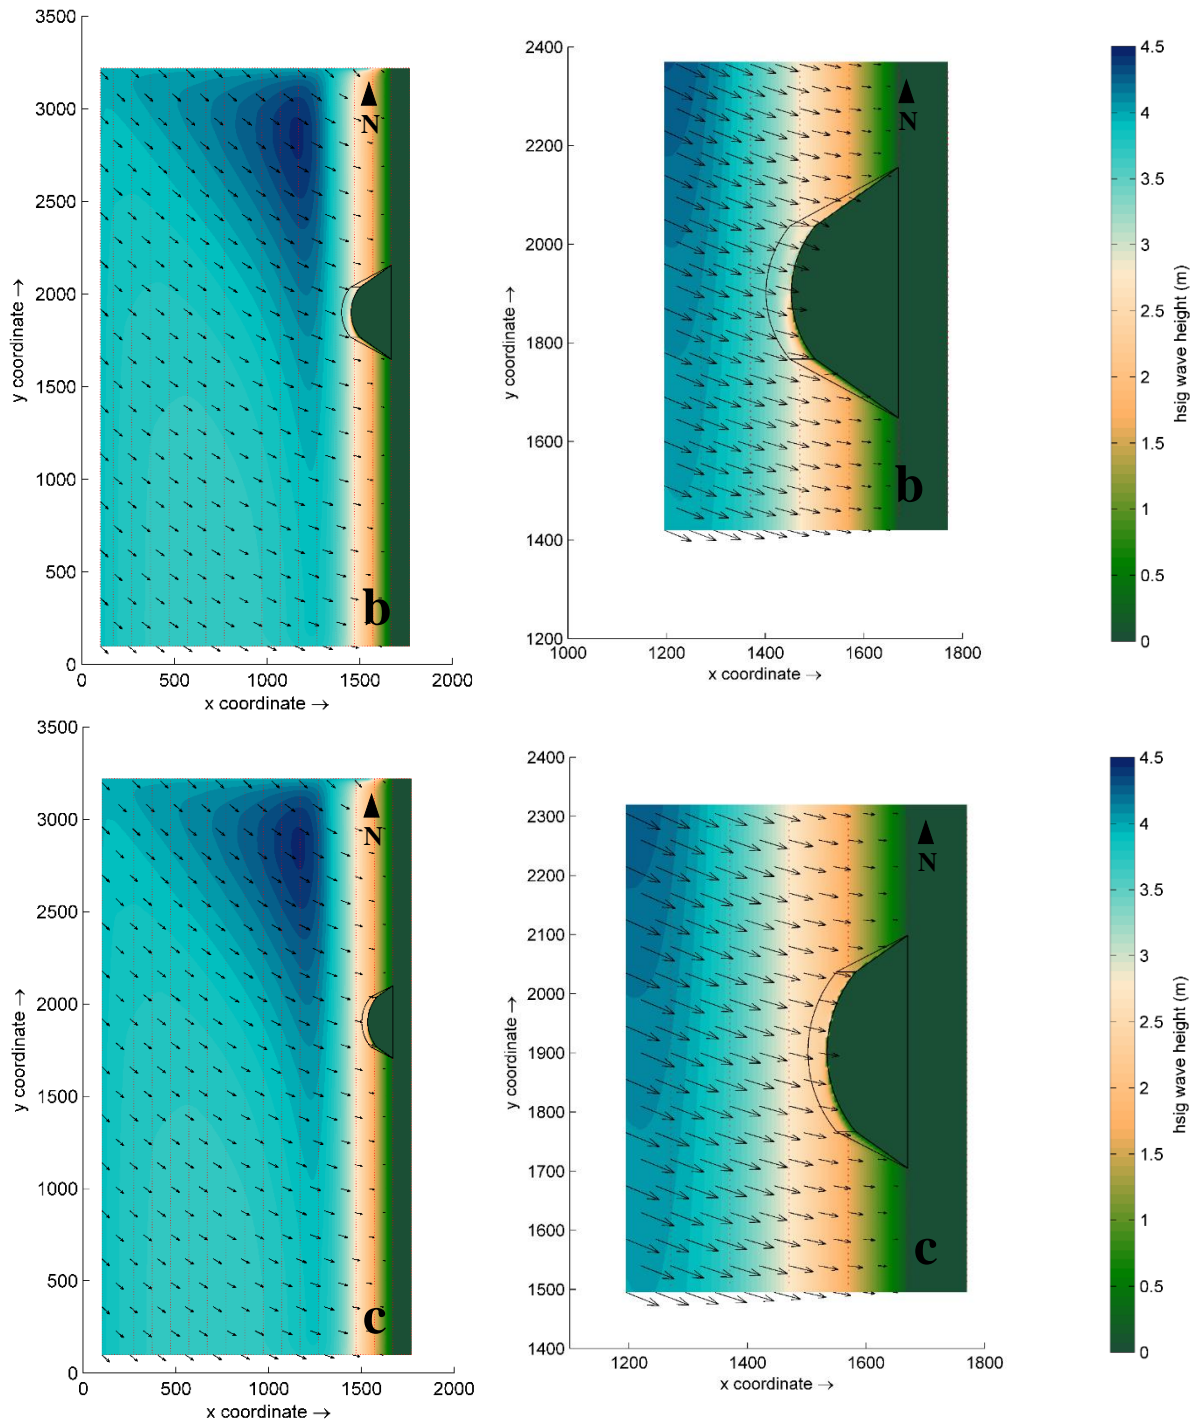 3500
3000
2500
2000
1500
1000
500
0
y coordinate →
0 500 1000 1500 2000
x coordinate →
N
b
2400
2200
2000
1800
1600
1400
1200
y coordinate →
1000 1200 1400 1600 1800
x coordinate →
N
b
4.5
4
3.5
3
2.5
2
1.5
1
0.5
0
hsig wave height (m)
3500
3000
2500
2000
1500
1000
500
0
y coordinate →
0 500 1000 1500 2000
x coordinate →
N
c
2400
2300
2200
2100
2000
1900
1800
1700
1600
1500
1400
y coordinate →
1200 1400 1600 1800
x coordinate →
N
c
4.5
4
3.5
3
2.5
2
1.5
1
0.5
0
hsig wave height (m)